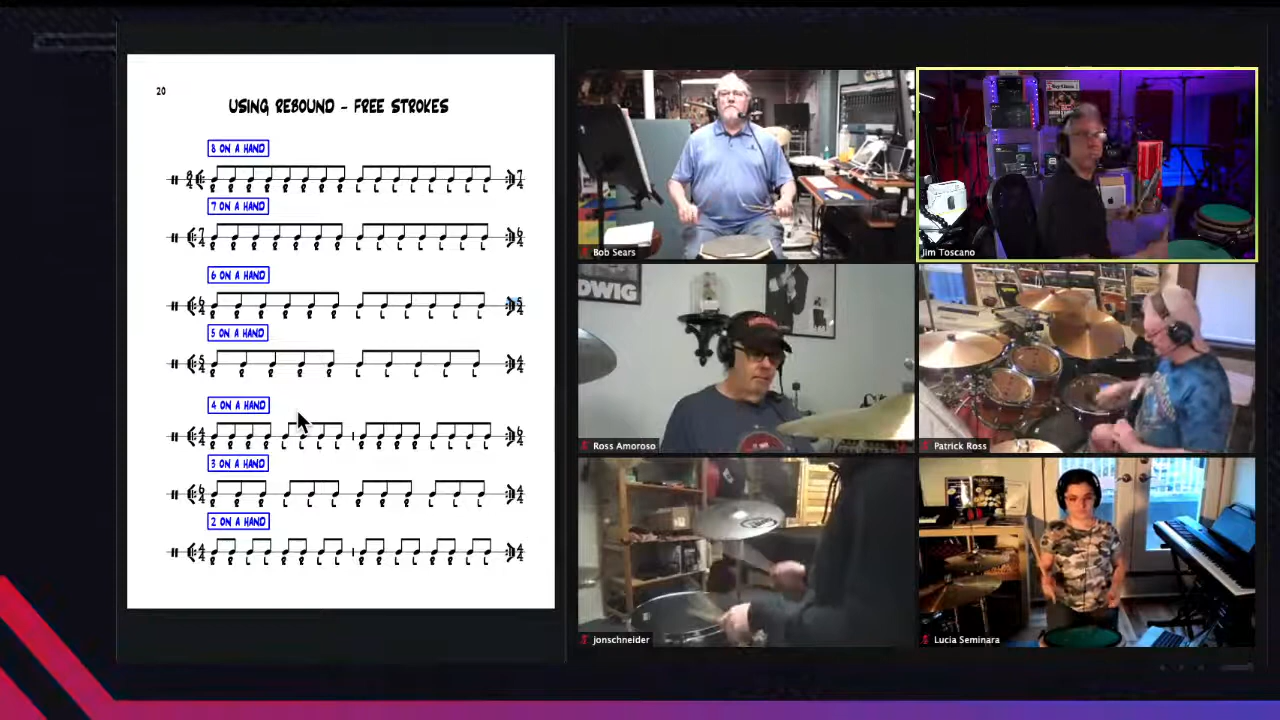 20
USING REBOUND - FREE STROKES
8 ON A HAND
R R R R R R R R L L L L L L L L
7 ON A HAND
R R R R R R R L L L L L L L
6 ON A HAND
R R R R R R L L L L L L
5 ON A HAND
R R R R R L L L L L
4 ON A HAND
R R R R L L L L R R R R L L L L
3 ON A HAND
R R R L L L R R R L L L
2 ON A HAND
R R L L R R L L R R L L R R L L
Bob Sears
Jim Toscano
DWIG
Ross Amoroso
Patrick Ross
jonschneider
Lucia Seminara